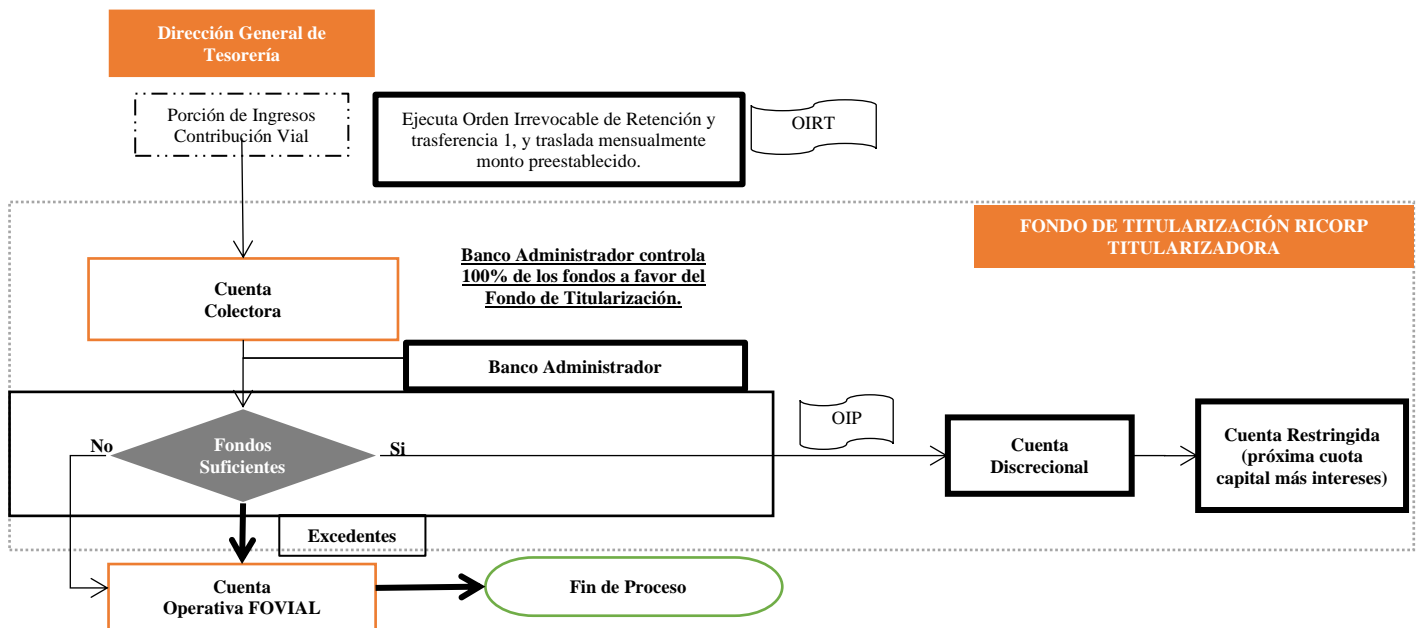 Dirección General de
Tesorería
Porción de Ingresos
Contribución Vial
Ejecuta Orden Irrevocable de Retención y
trasferencia 1, y traslada mensualmente
monto preestablecido.
OIRT
FONDO DE TITULARIZACIÓN RICORP
TITULARIZADORA
Banco Administrador controla
100% de los fondos a favor del
Fondo de Titularización.
Cuenta
Colectora
Banco Administrador
No
Fondos
Suficientes
Si
OIP
Cuenta
Discrecional
Cuenta Restringida
(próxima cuota
capital más intereses)
Excedentes
Cuenta
Operativa FOVIAL
Fin de Proceso